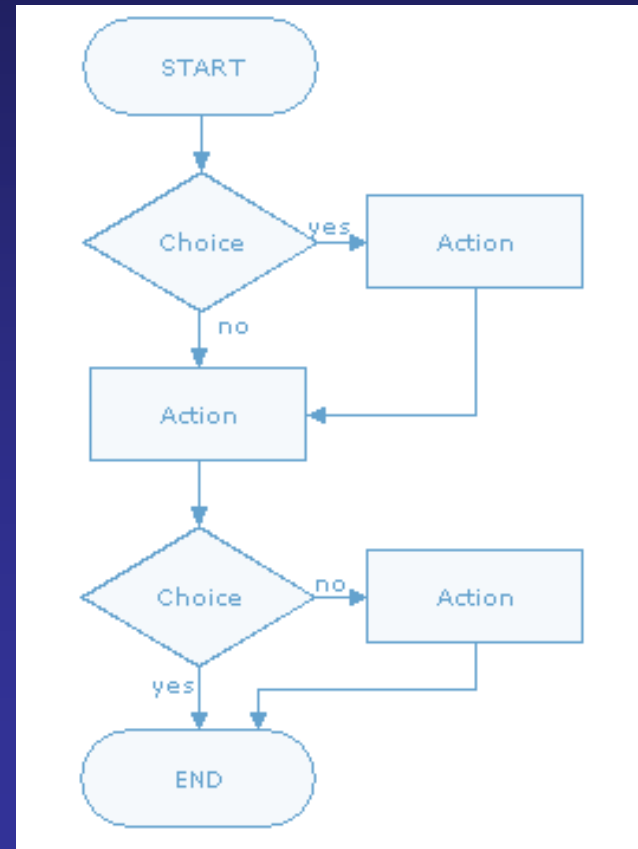 START
Choice
yes
Action
no
Action
Choice
no
Action
yes
END